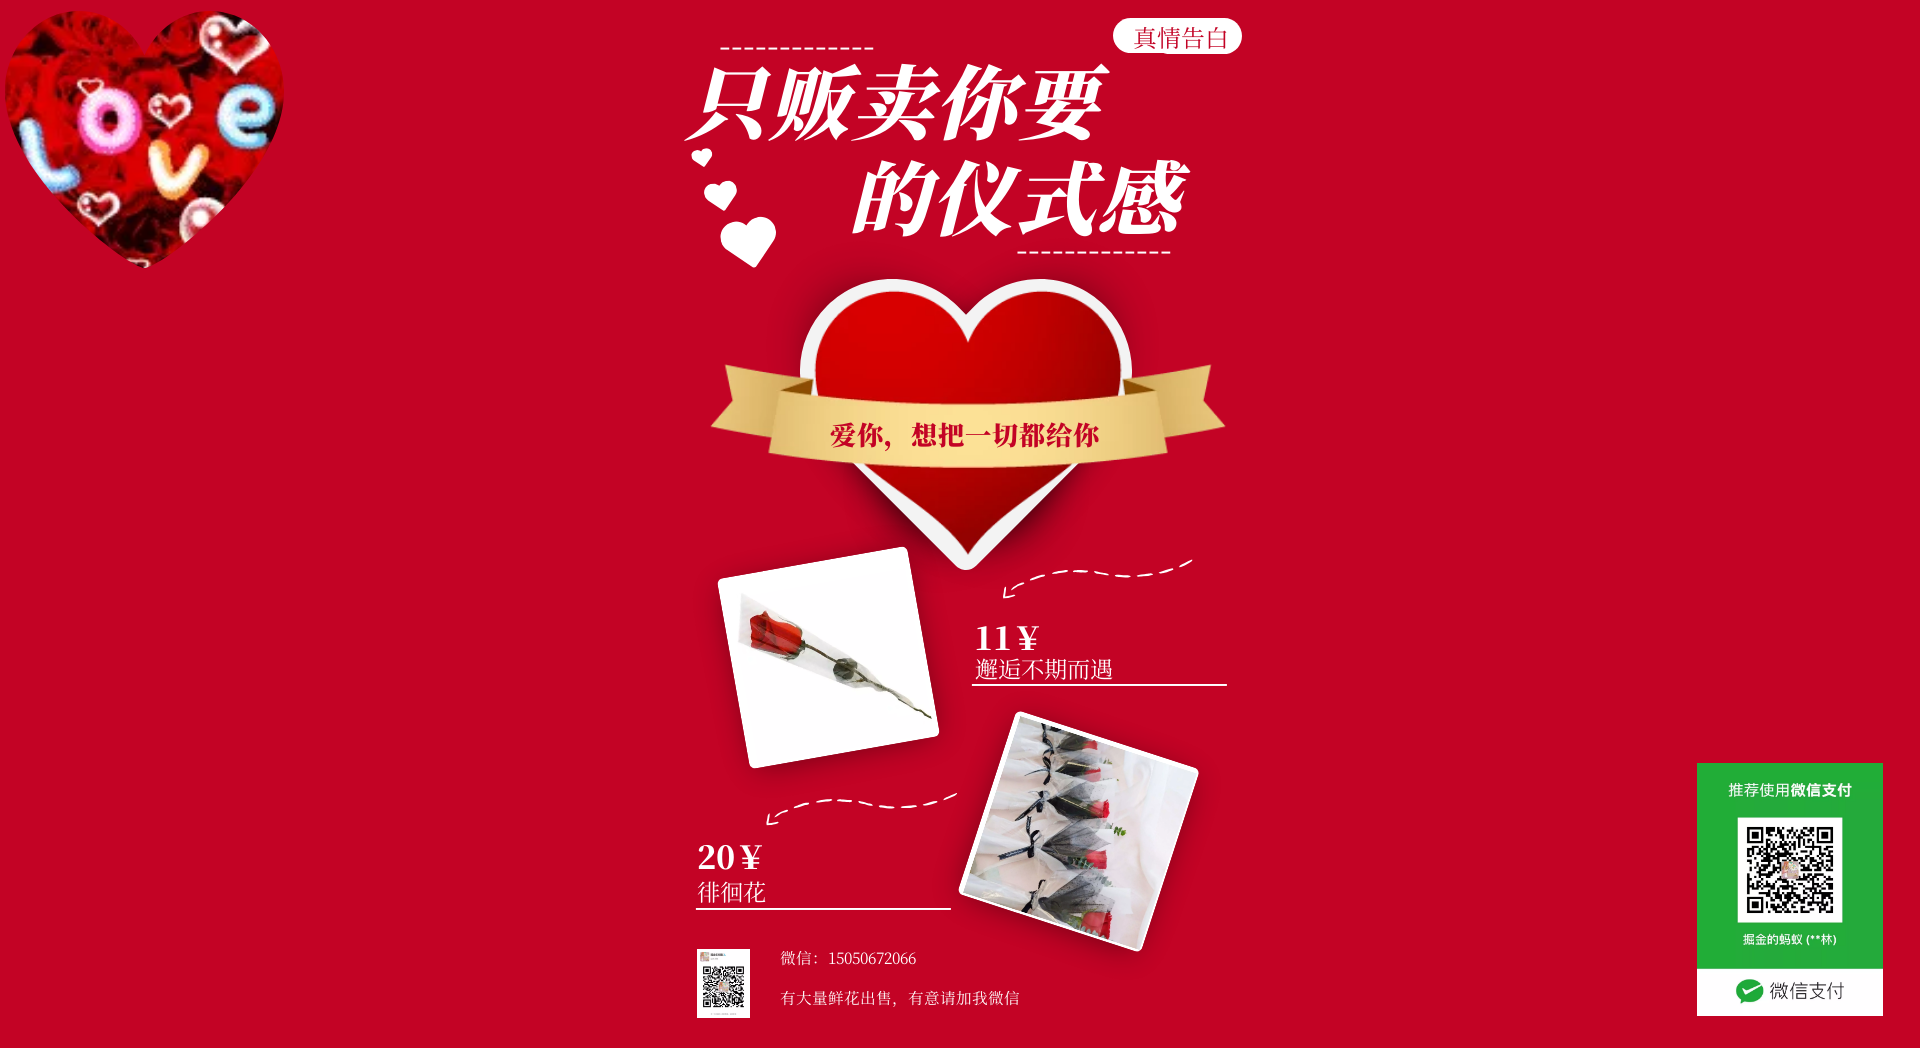 Love
真情告白
只贩卖你要
的仪式感
爱你，想把一切都给你
11￥
邂逅不期而遇
20￥
徘徊花
微信：15050672066
有大量鲜花出售，有意请加我微信
推荐使用微信支付
掘金的蚂蚁 (**林)
微信支付